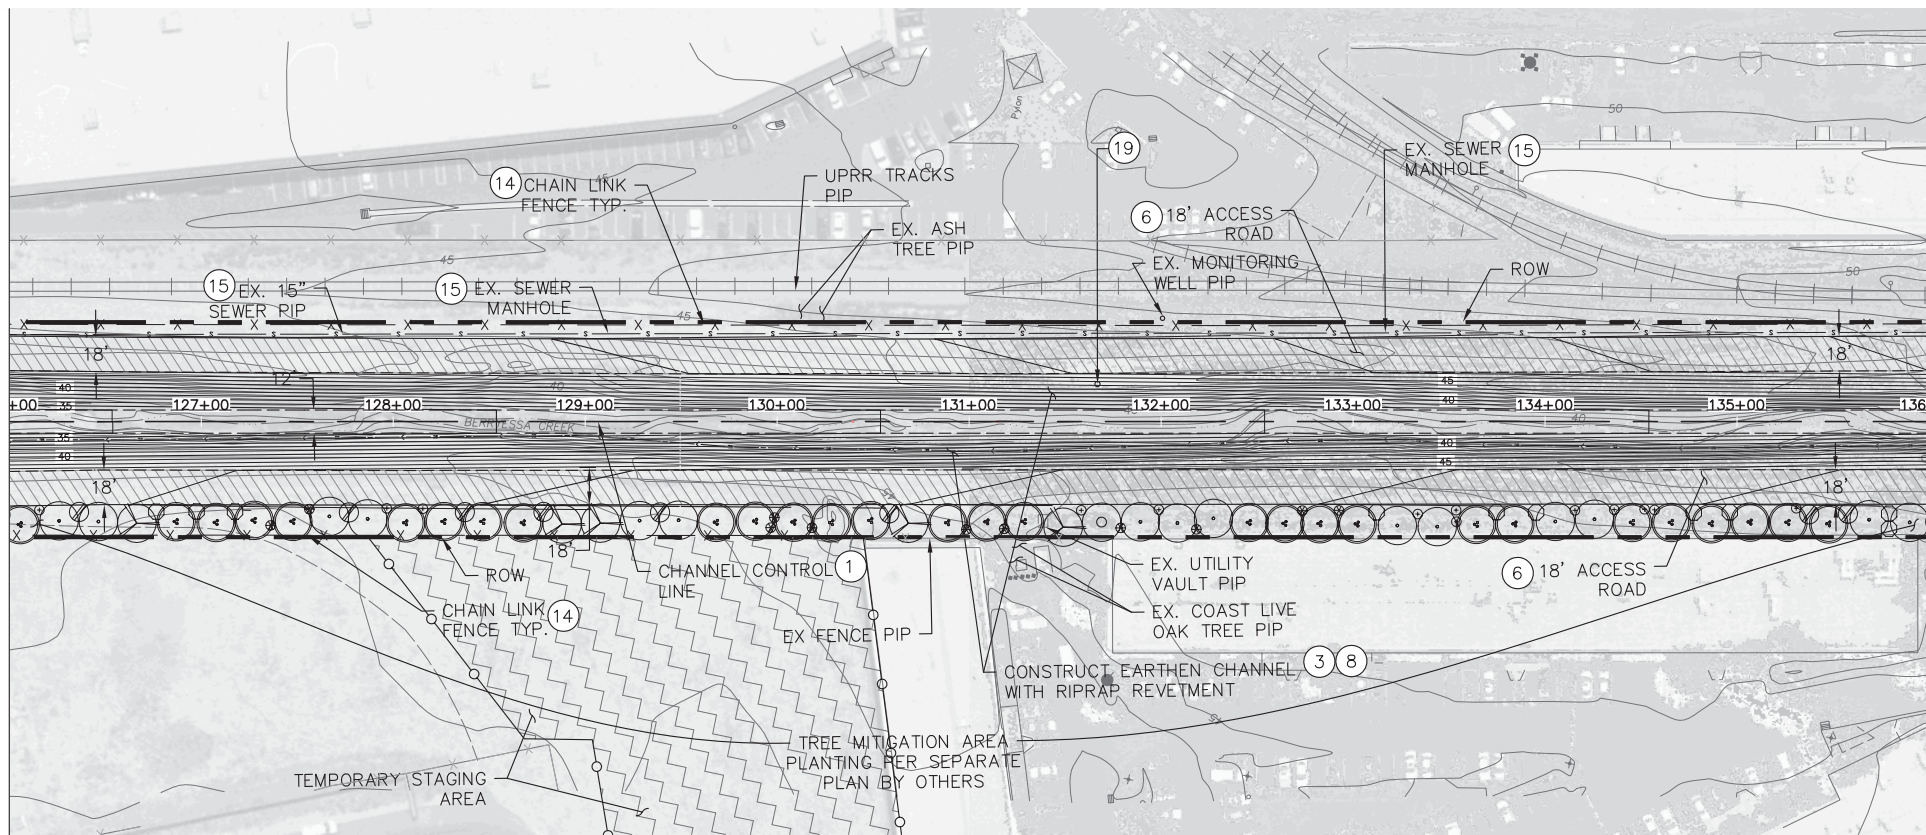 50
Pylon
19
EX. SEWER
MANHOLE
15
45
14
CHAIN LINK
FENCE TYP.
UPRR TRACKS
PIP
6
18' ACCESS
ROAD
EX. ASH
TREE PIP
45
EX. MONITORING
WELL PIP
ROW
50
15
EX. 15"
SEWER PIP
15
EX. SEWER
MANHOLE
45
18'
18'
12'
40
40
45
40
35
+00
127+00
128+00
129+00
130+00
131+00
132+00
133+00
134+00
135+00
136
40
BERRYESSA CREEK
35
40
40
45
18'
18'
45
18'
ROW
CHANNEL CONTROL
LINE
1
EX. UTILITY
VAULT PIP
6
18' ACCESS
ROAD
CHAIN LINK
FENCE TYP.
14
EX FENCE PIP
EX. COAST LIVE
OAK TREE PIP
CONSTRUCT EARTHEN CHANNEL
WITH RIPRAP REVETMENT
3
8
45
TREE MITIGATION AREA
PLANTING PER SEPARATE
PLAN BY OTHERS
TEMPORARY STAGING
AREA